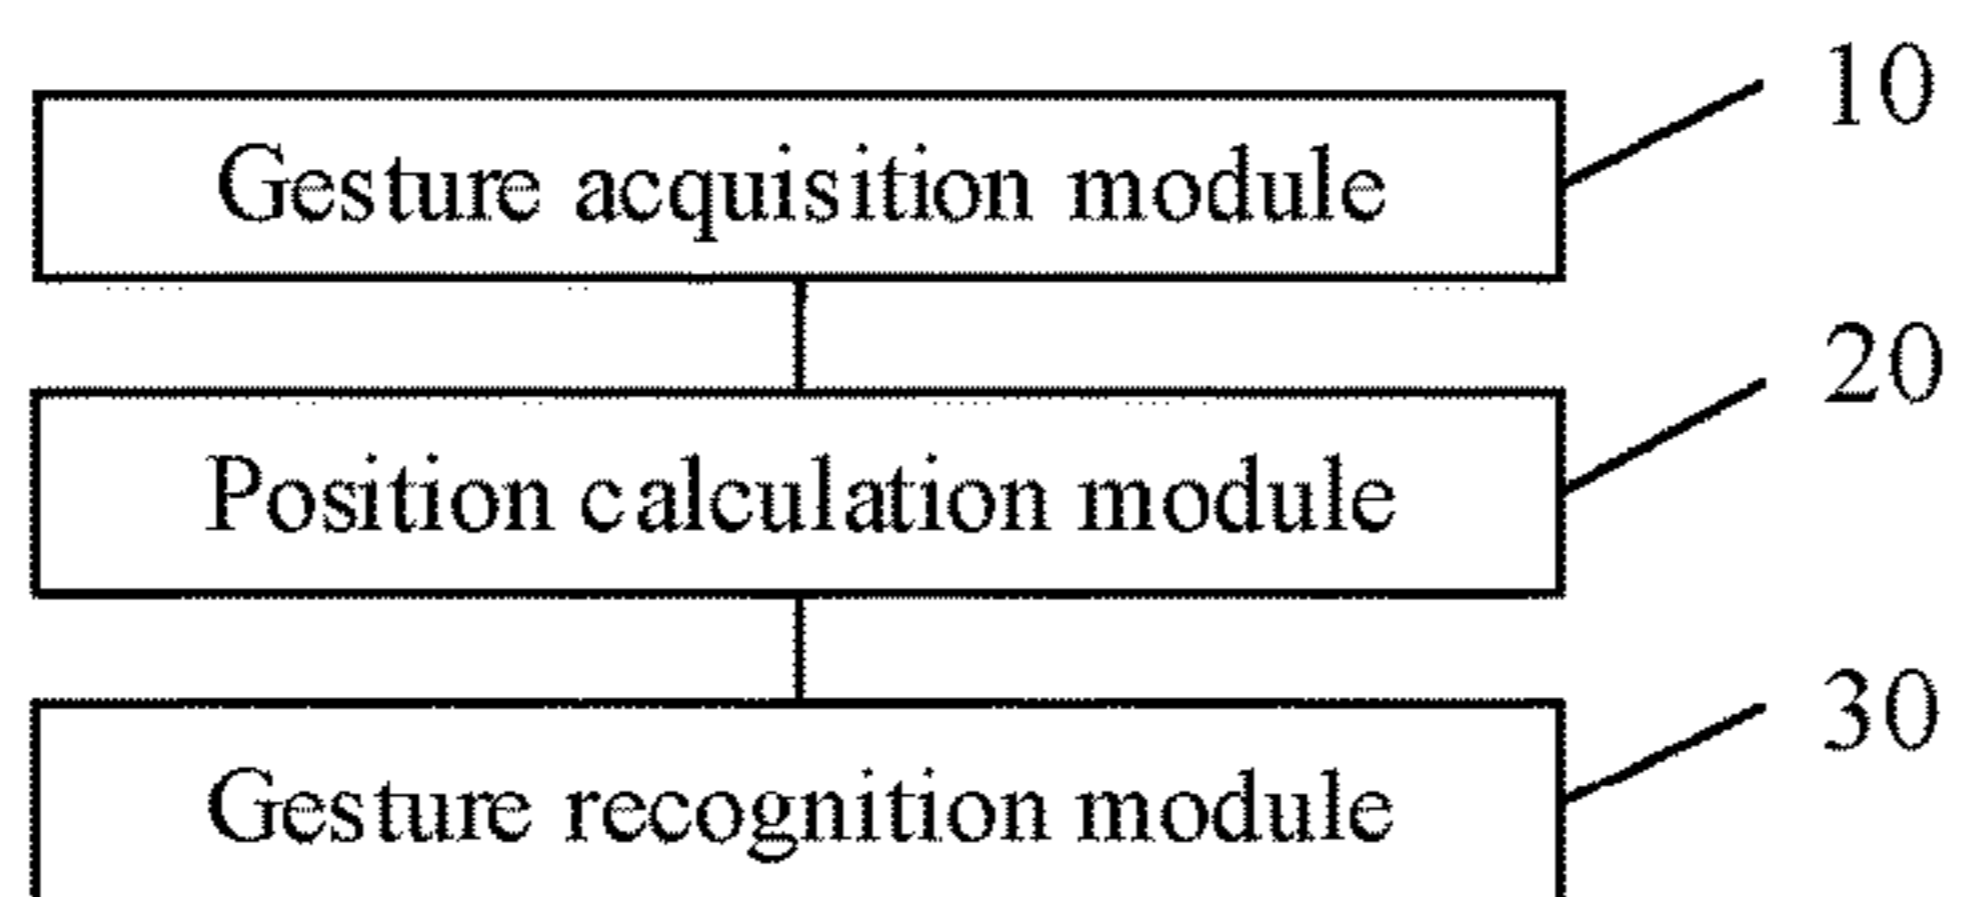 10
Gesture acquisition module
20
Position calculation module
30
Gesture recognition module